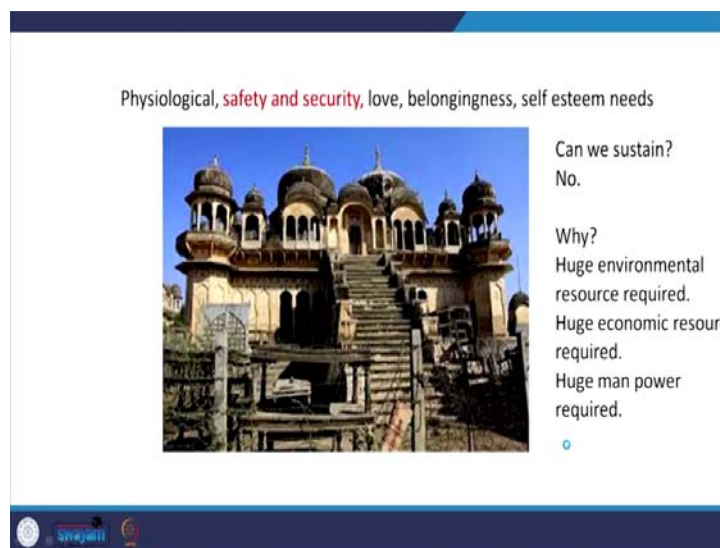 Physiological, safety and security, love, belongingness, self esteem needs
Can we sustain?
No.
Why?
Huge environmental
resource required.
Huge economic resour
required.
Huge man power
required.
swayam